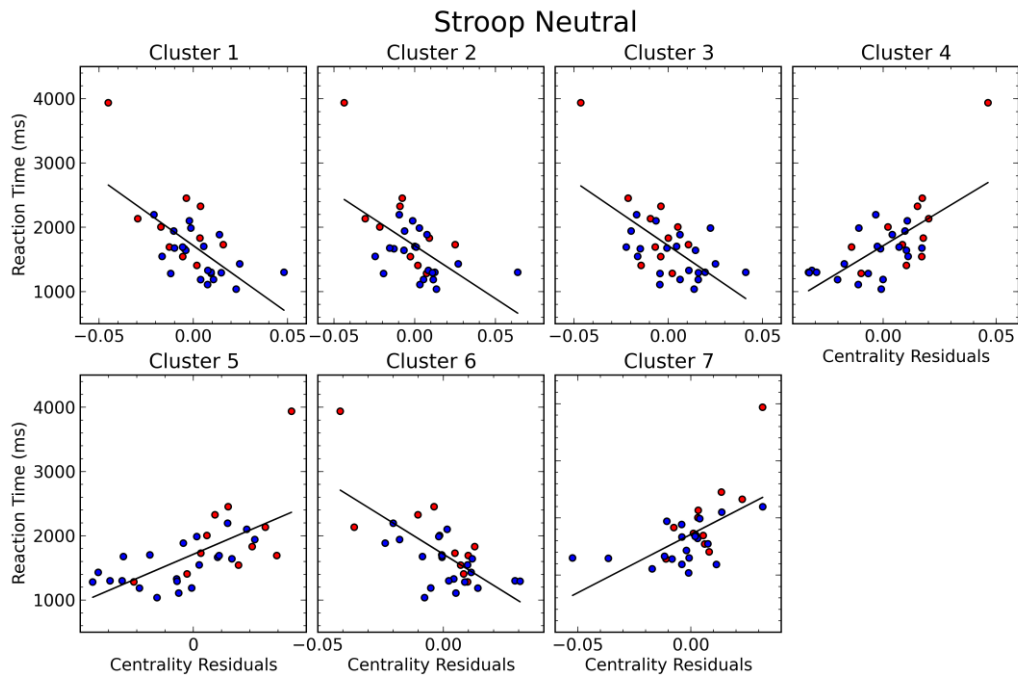 Stroop Neutral
Cluster 1 Cluster 2 Cluster 3 Cluster 4
Reaction Time (ms)
4000
3000
2000
1000
−0.05 0.00 0.05 −0.05 0.00 0.05 −0.05 0.00 0.05 −0.05 0.00 0.05
Centrality Residuals
Cluster 5 Cluster 6 Cluster 7
Reaction Time (ms)
4000
3000
2000
1000
0 −0.05 0.00 −0.05 0.00
Centrality Residuals Centrality Residuals Centrality Residuals